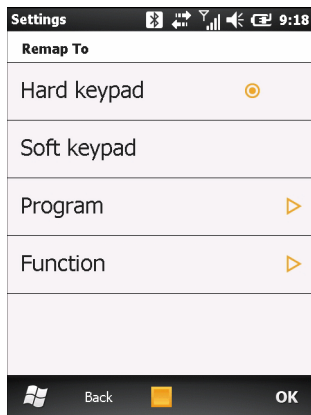 Settings 9:18
Remap To
Hard keypad
Soft keypad
Program
Function
Back OK